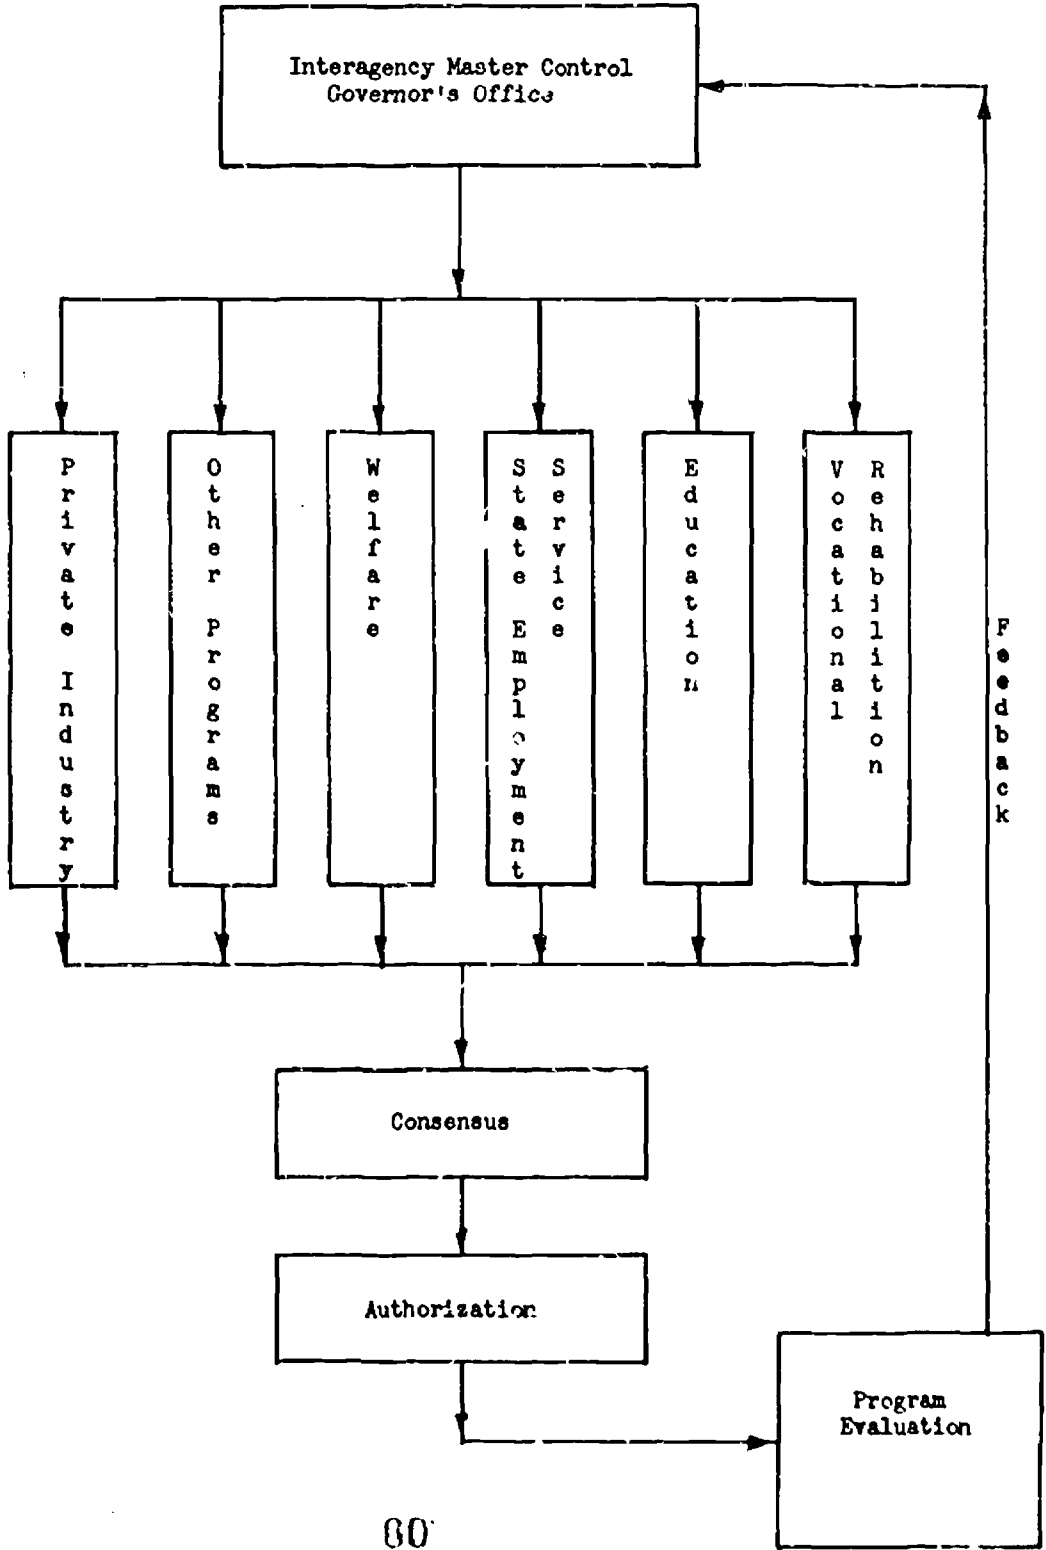 Interagency Master Control
Governor's Office
Private Industry
Other Programs
Welfare
State Employment
Service
Education
Vocational
Rehabilition
Feedback
Consensus
Authorization
Program
Evaluation